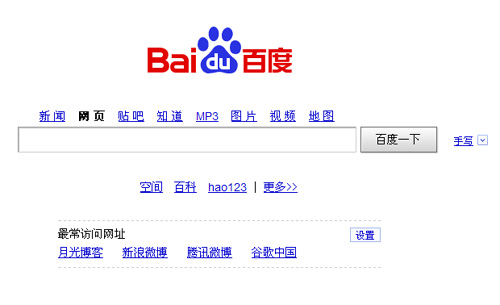 Bai du 百度
新闻 网页 贴吧 知道 MP3 图片 视频 地图
百度一下 手写
空间 百科 hao123 | 更多>>
最常访问网址 设置
月光博客 新浪微博 腾讯微博 谷歌中国